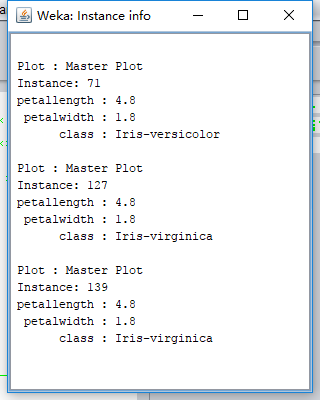 Weka: Instance info
Plot : Master Plot
Instance: 71
petallength : 4.8
petalwidth : 1.8
class : Iris-versicolor
Plot : Master Plot
Instance: 127
petallength : 4.8
petalwidth : 1.8
class : Iris-virginica
Plot : Master Plot
Instance: 139
petallength : 4.8
petalwidth : 1.8
class : Iris-virginica